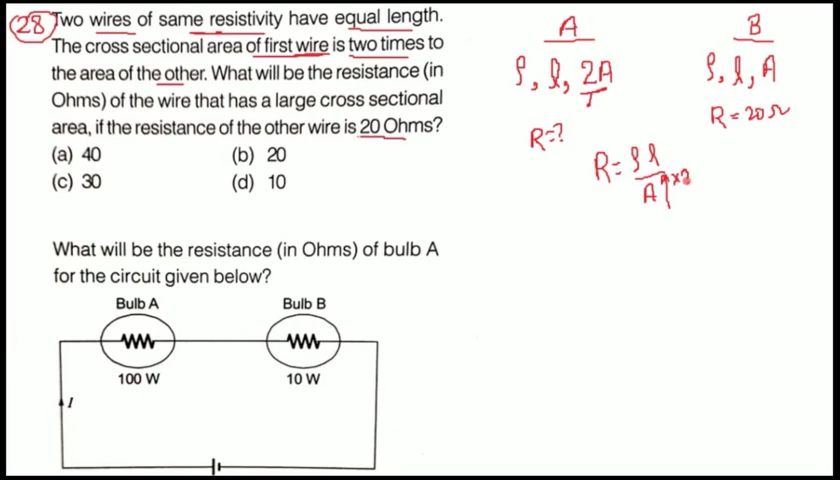 28 Two wires of same resistivity have equal length.
The cross sectional area of first wire is two times to
the area of the other. What will be the resistance (in
Ohms) of the wire that has a large cross sectional
area, if the resistance of the other wire is 20 Ohms?
(a) 40 (b) 20
(c) 30 (d) 10
A B
ρ, l, 2A ρ, l, A
R=? R = 20Ω
R = ρl
A↑×2
What will be the resistance (in Ohms) of bulb A
for the circuit given below?
Bulb A Bulb B
100 W 10 W
I